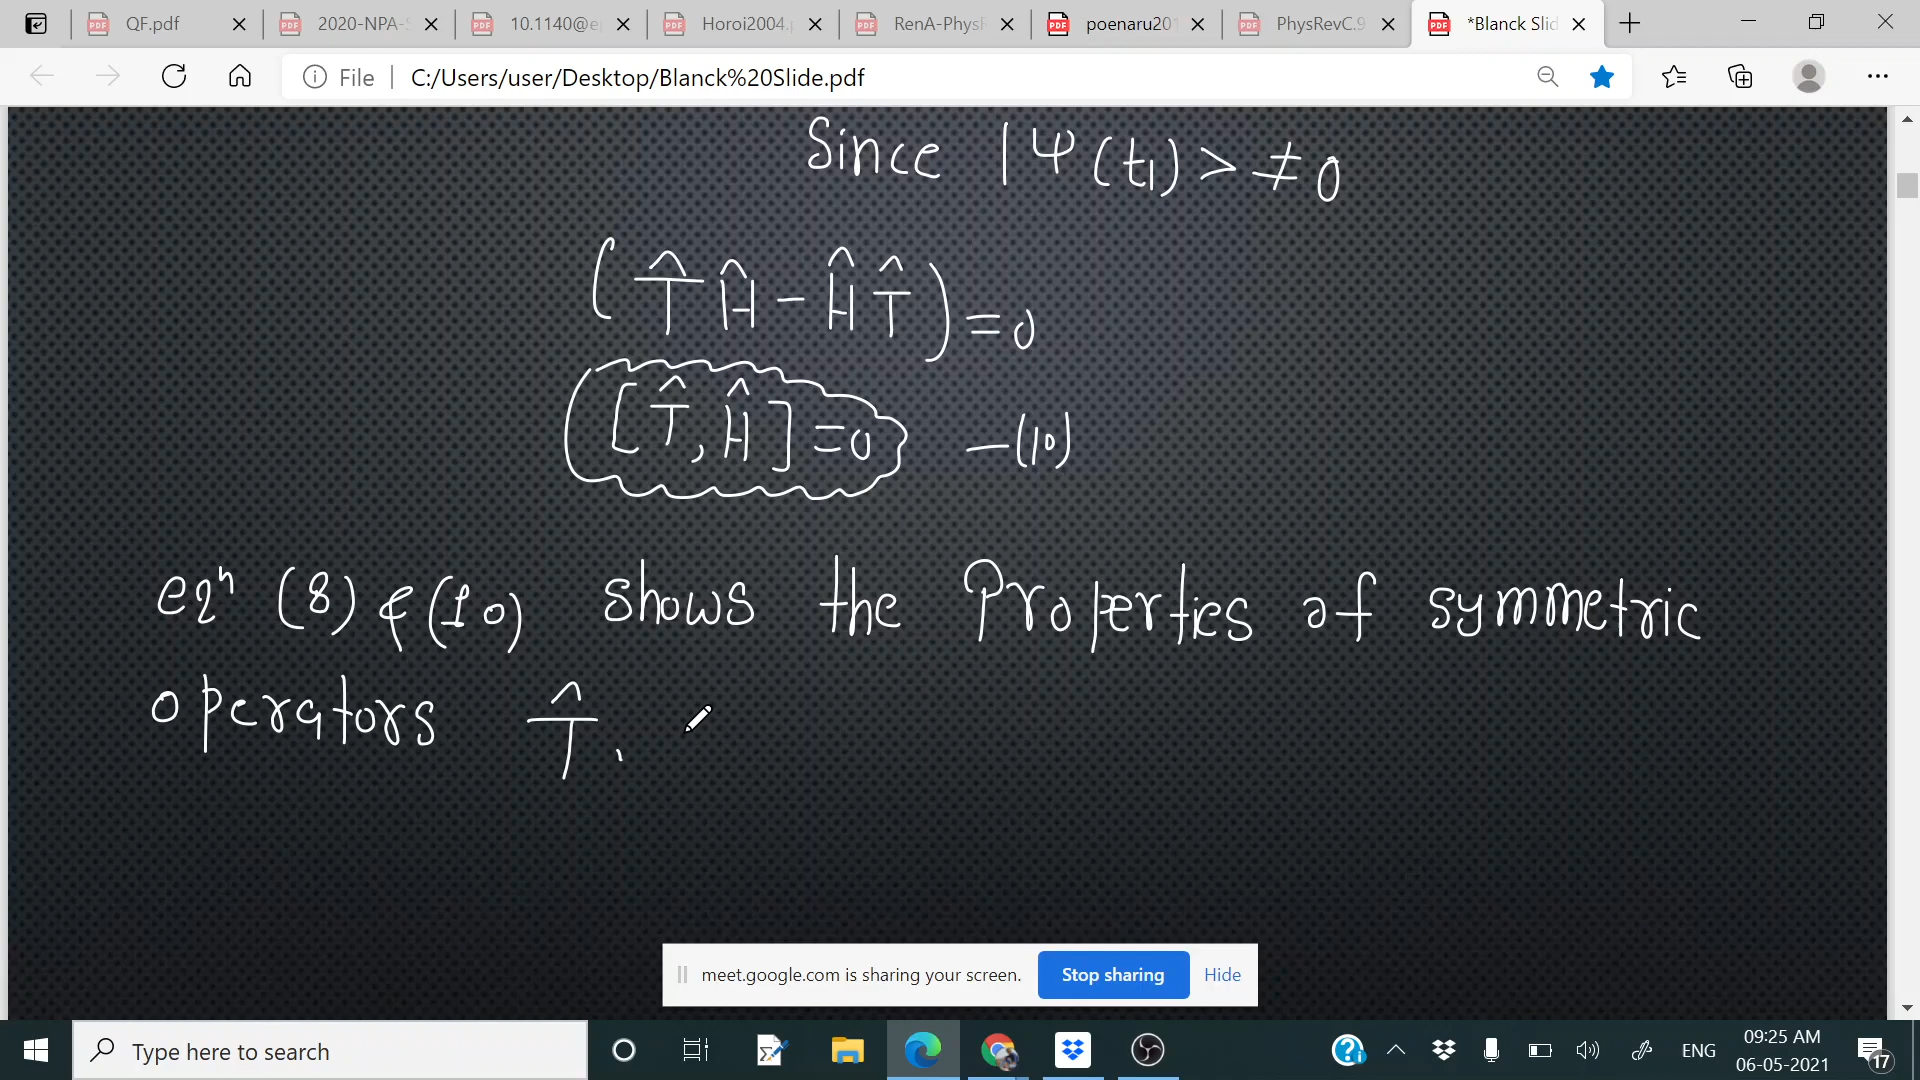 QF.pdf 2020-NPA-S 10.1140@e Horoi2004.p RenA-PhysR poenaru201 PhysRevC.9 *Blanck Slid
File C:/Users/user/Desktop/Blanck%20Slide.pdf
Since |Ψ(t1)> ≠ 0
(T̂Ĥ - ĤT̂) = 0
[T̂, Ĥ] = 0 —(10)
eqⁿ (8) & (10) shows the Properties of symmetric
operators T̂.
meet.google.com is sharing your screen. Stop sharing Hide
Type here to search
ENG
09:25 AM
06-05-2021
17